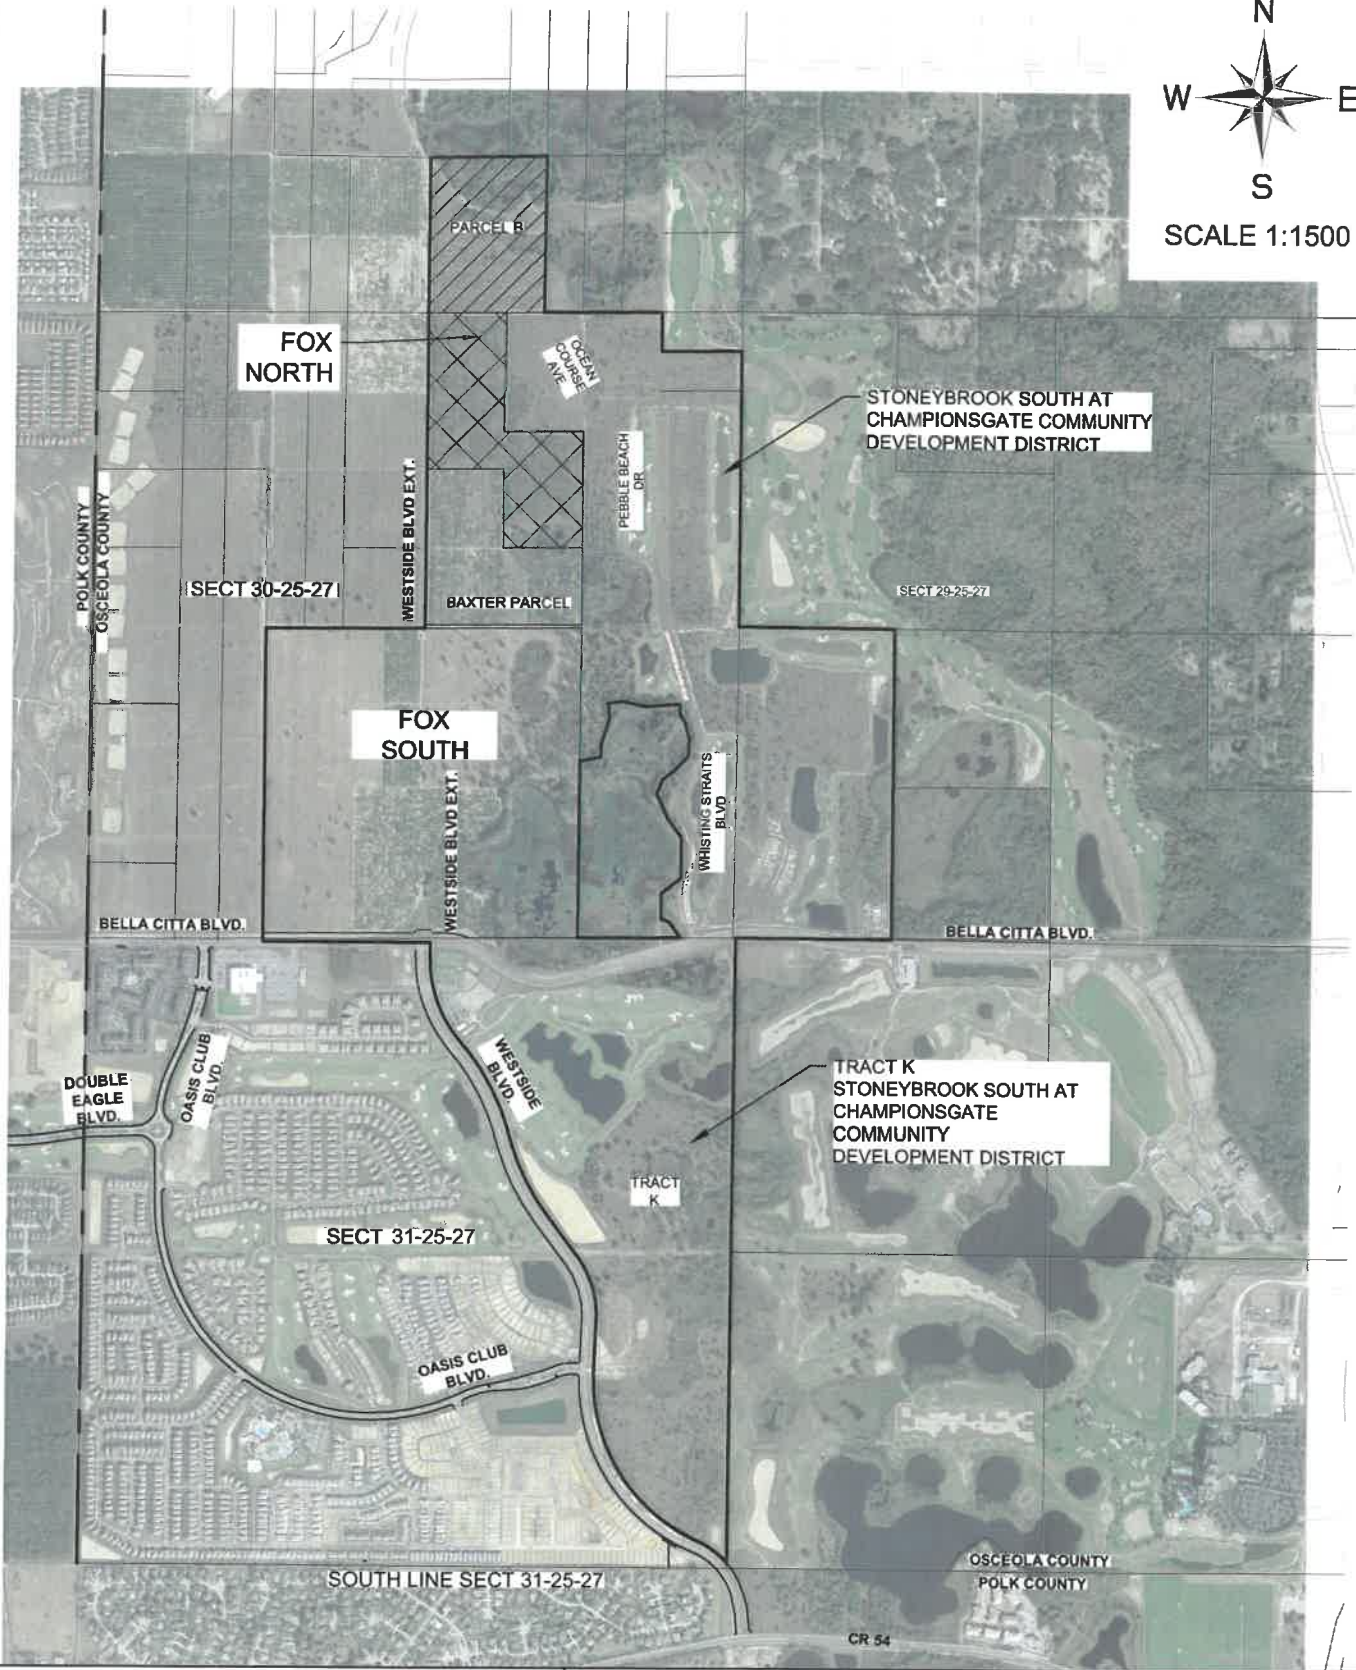 N
W E
S
SCALE 1:1500
PARCEL B
FOX
NORTH
OCEAN
COURSE
AVE
STONEYBROOK SOUTH AT
CHAMPIONSGATE COMMUNITY
DEVELOPMENT DISTRICT
PEBBLE BEACH
DR
POLK COUNTY
OSCEOLA COUNTY
WESTSIDE BLVD EXT.
SECT 30-25-27
BAXTER PARCEL
SECT 29-25-27
FOX
SOUTH
WESTSIDE BLVD EXT.
WHISTING STRAITS
BLVD
BELLA CITTA BLVD.
BELLA CITTA BLVD.
DOUBLE
EAGLE
BLVD.
OASIS CLUB
BLVD.
WESTSIDE
BLVD.
TRACT K
STONEYBROOK SOUTH AT
CHAMPIONSGATE
COMMUNITY
DEVELOPMENT DISTRICT
TRACT
K
SECT 31-25-27
OASIS CLUB
BLVD.
OSCEOLA COUNTY
POLK COUNTY
SOUTH LINE SECT 31-25-27
CR 54